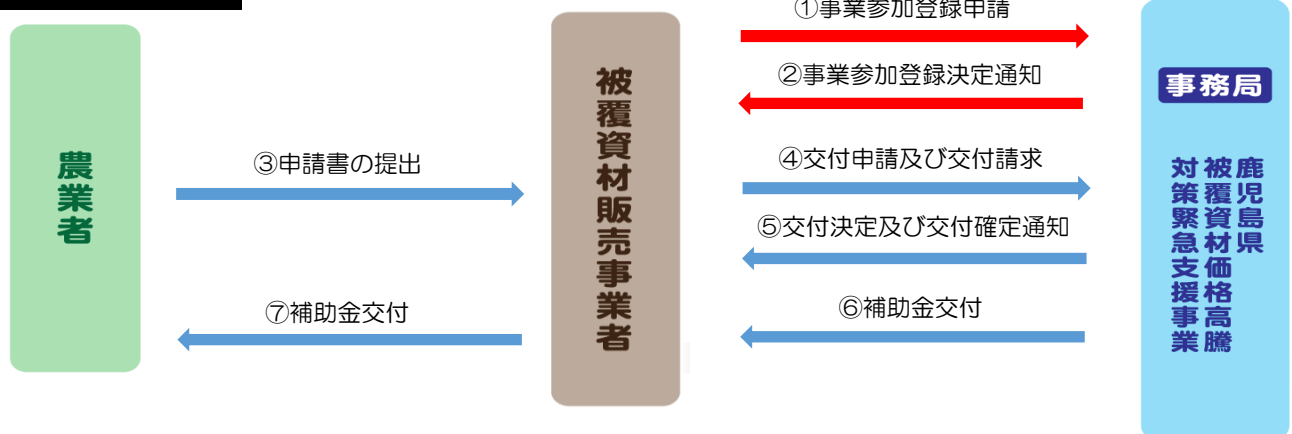 ①事業参加登録申請
②事業参加登録決定通知
③申請書の提出
④交付申請及び交付請求
⑤交付決定及び交付確定通知
⑥補助金交付
⑦補助金交付
農業者
被覆資材販売事業者
事務局
鹿児島県
被覆資材価格高騰
対策緊急支援事業